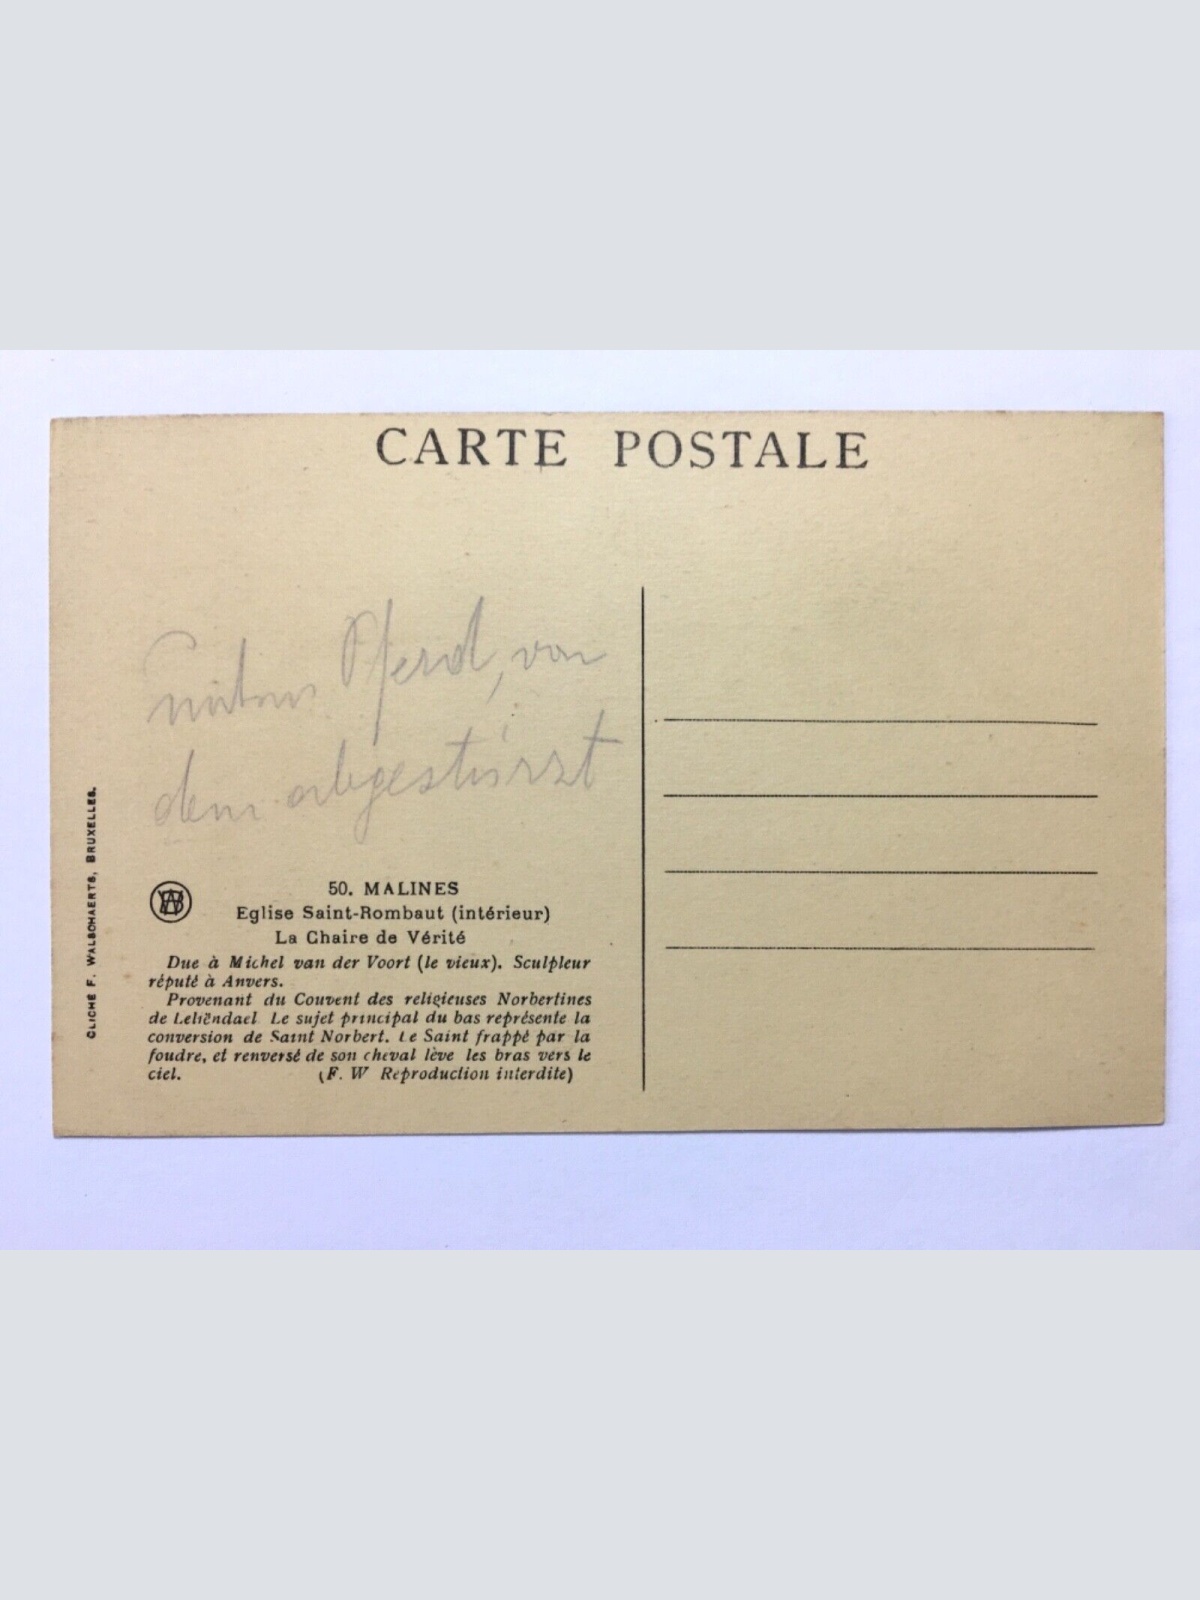 CARTE POSTALE
Pferd, von
dem abgestürzt
CLICHÉ F. WALSCHAERTS, BRUXELLES.
50. MALINES
Eglise Saint-Rombaut (intérieur)
La Chaire de Vérité
Due à Michel van der Voort (le vieux). Sculpteur
réputé à Anvers.
Provenant du Couvent des religieuses Norbertines
de Leliëndael Le sujet principal du bas représente la
conversion de Saint Norbert. Le Saint frappé par la
foudre, et renversé de son cheval lève les bras vers le
ciel. (F. W Reproduction interdite)